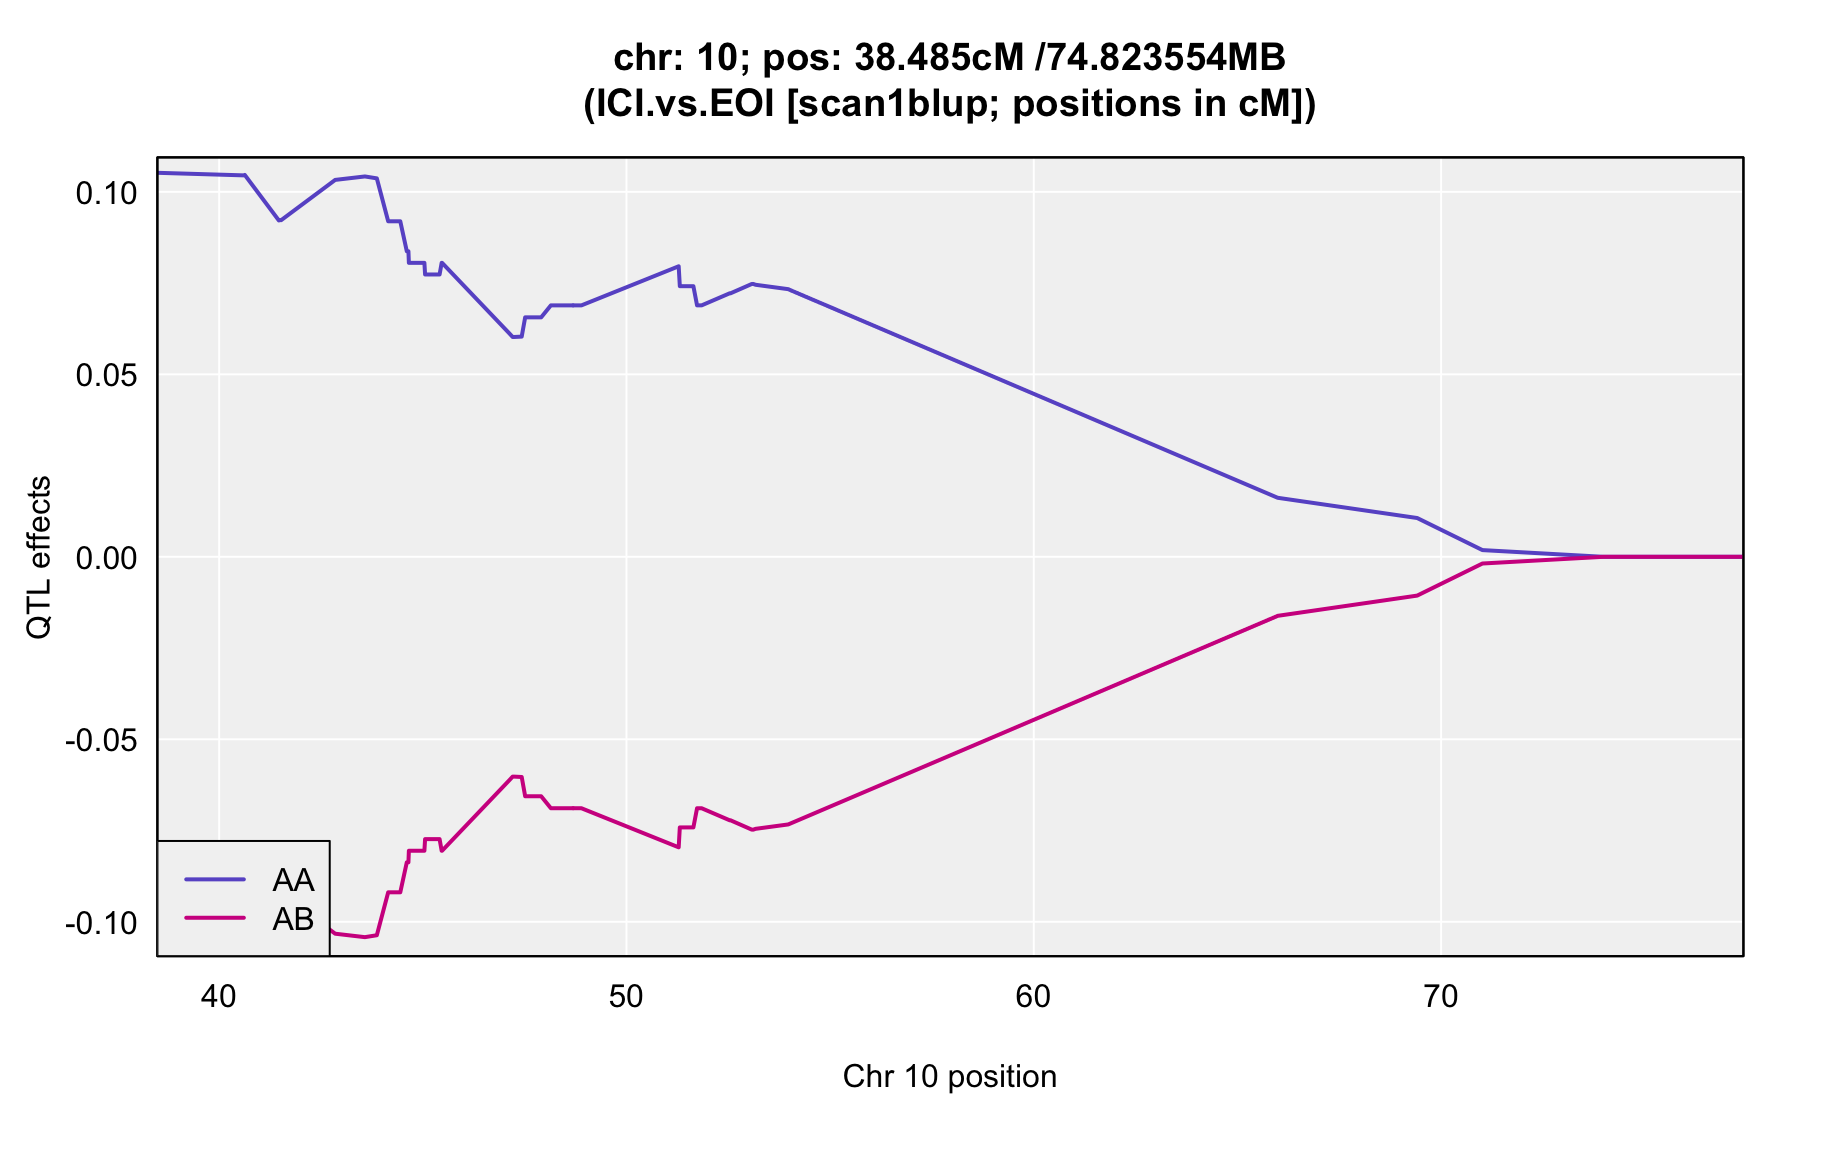 chr: 10; pos: 38.485cM /74.823554MB
(ICI.vs.EOI [scan1blup; positions in cM])
QTL effects
0.10
0.05
0.00
-0.05
-0.10
AA
AB
40 50 60 70
Chr 10 position